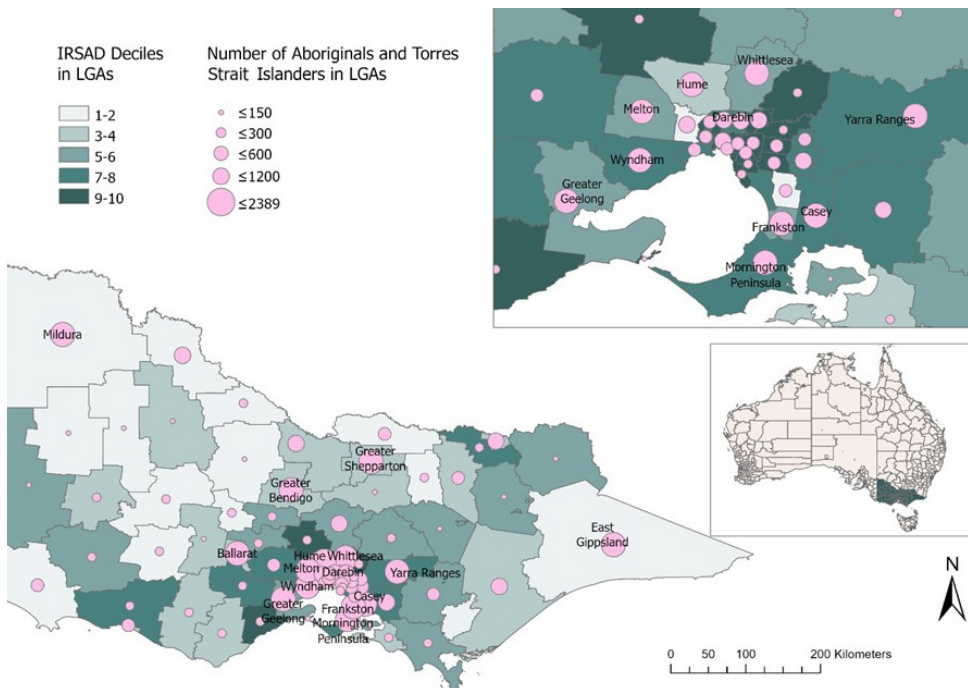 IRSAD Deciles
in LGAs
1-2
3-4
5-6
7-8
9-10
Number of Aboriginals and Torres
Strait Islanders in LGAs
≤150
≤300
≤600
≤1200
≤2389
Whittlesea
Hume
Melton
Darebin
Yarra Ranges
Wyndham
Greater
Geelong
Casey
Frankston
Mornington
Peninsula
Mildura
Greater
Shepparton
Greater
Bendigo
East
Gippsland
Ballarat
Hume
Whittlesea
Melton
Darebin
Yarra Ranges
Wyndham
Casey
Greater
Geelong
Frankston
Mornington
Peninsula
N
0 50 100 200 Kilometers